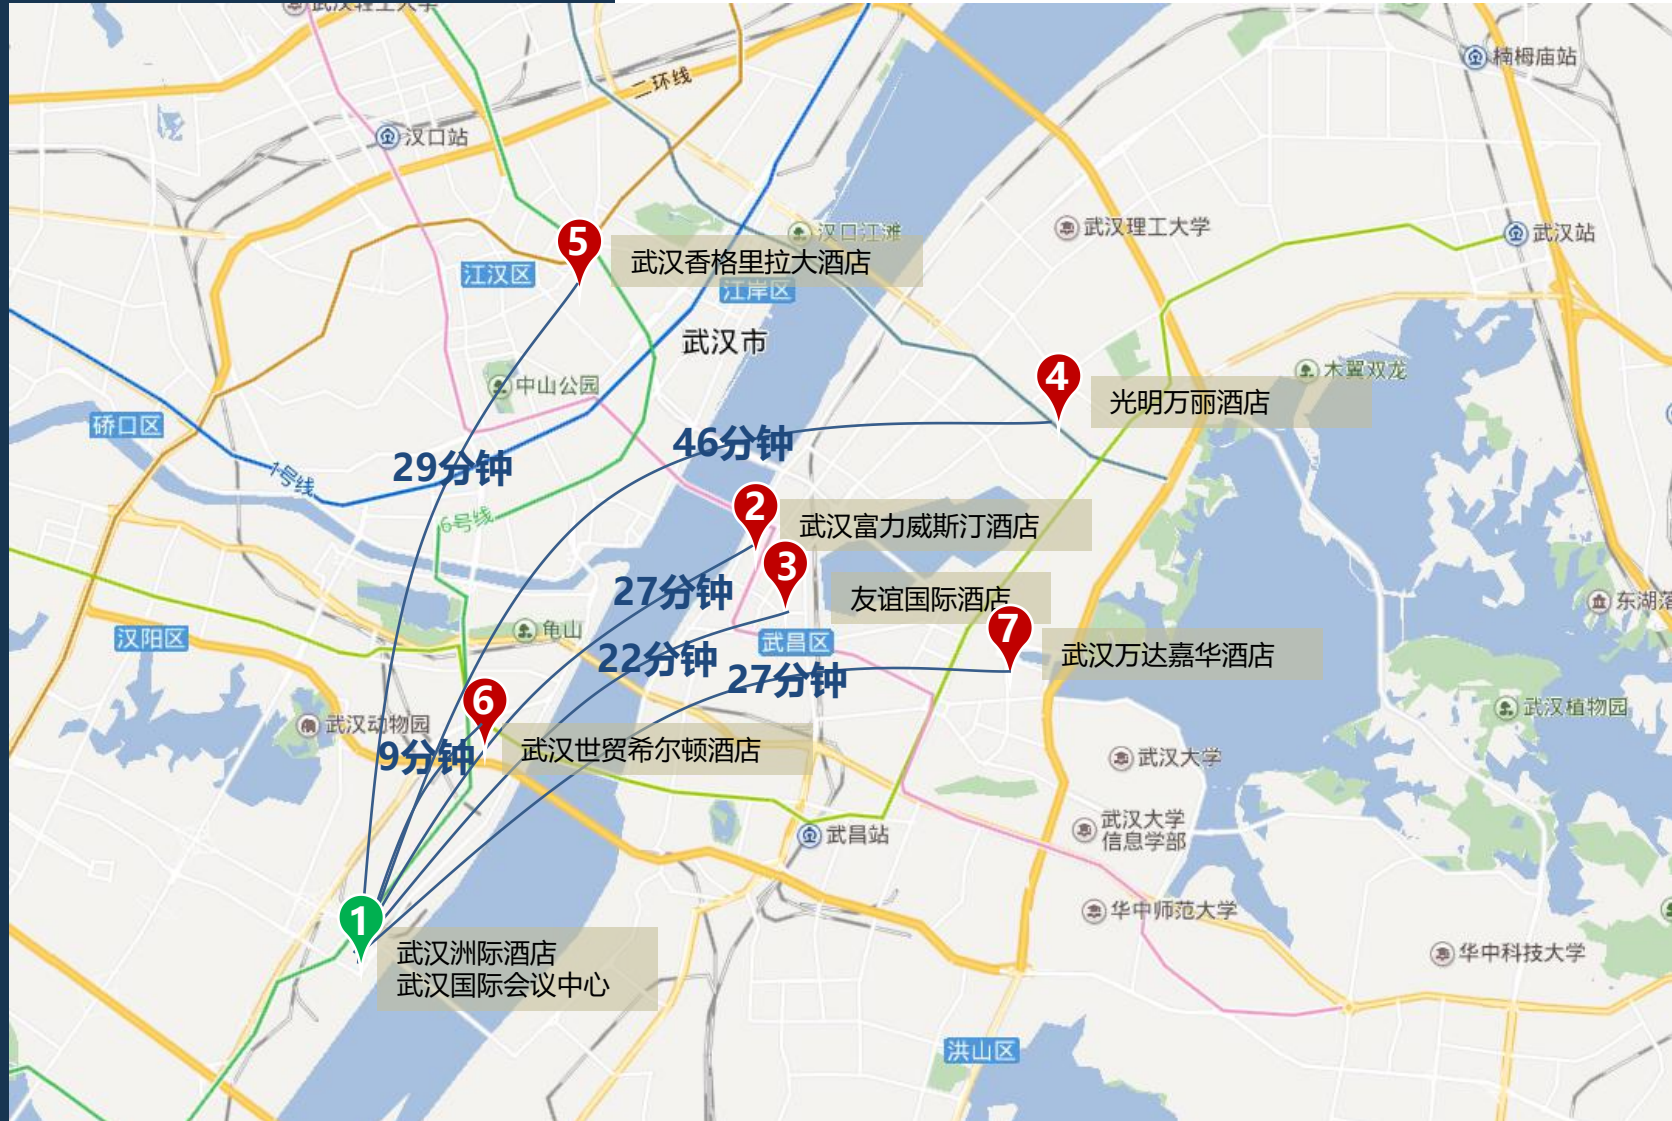 武汉轻工大学
楠姆庙站
二环线
汉口站
武汉理工大学
汉口江滩
武汉站
5
武汉香格里拉大酒店
江汉区
江岸区
武汉市
4
木翼双龙
光明万丽酒店
中山公园
硚口区
46分钟
29分钟
1号线
6号线
2
武汉富力威斯汀酒店
3
27分钟
友谊国际酒店
东湖落
7
龟山
汉阳区
武昌区
22分钟
武汉万达嘉华酒店
27分钟
6
武汉动物园
武汉植物园
9分钟
武汉世贸希尔顿酒店
武汉大学
武昌站
武汉大学
信息学部
1
华中师范大学
武汉洲际酒店
武汉国际会议中心
华中科技大学
洪山区